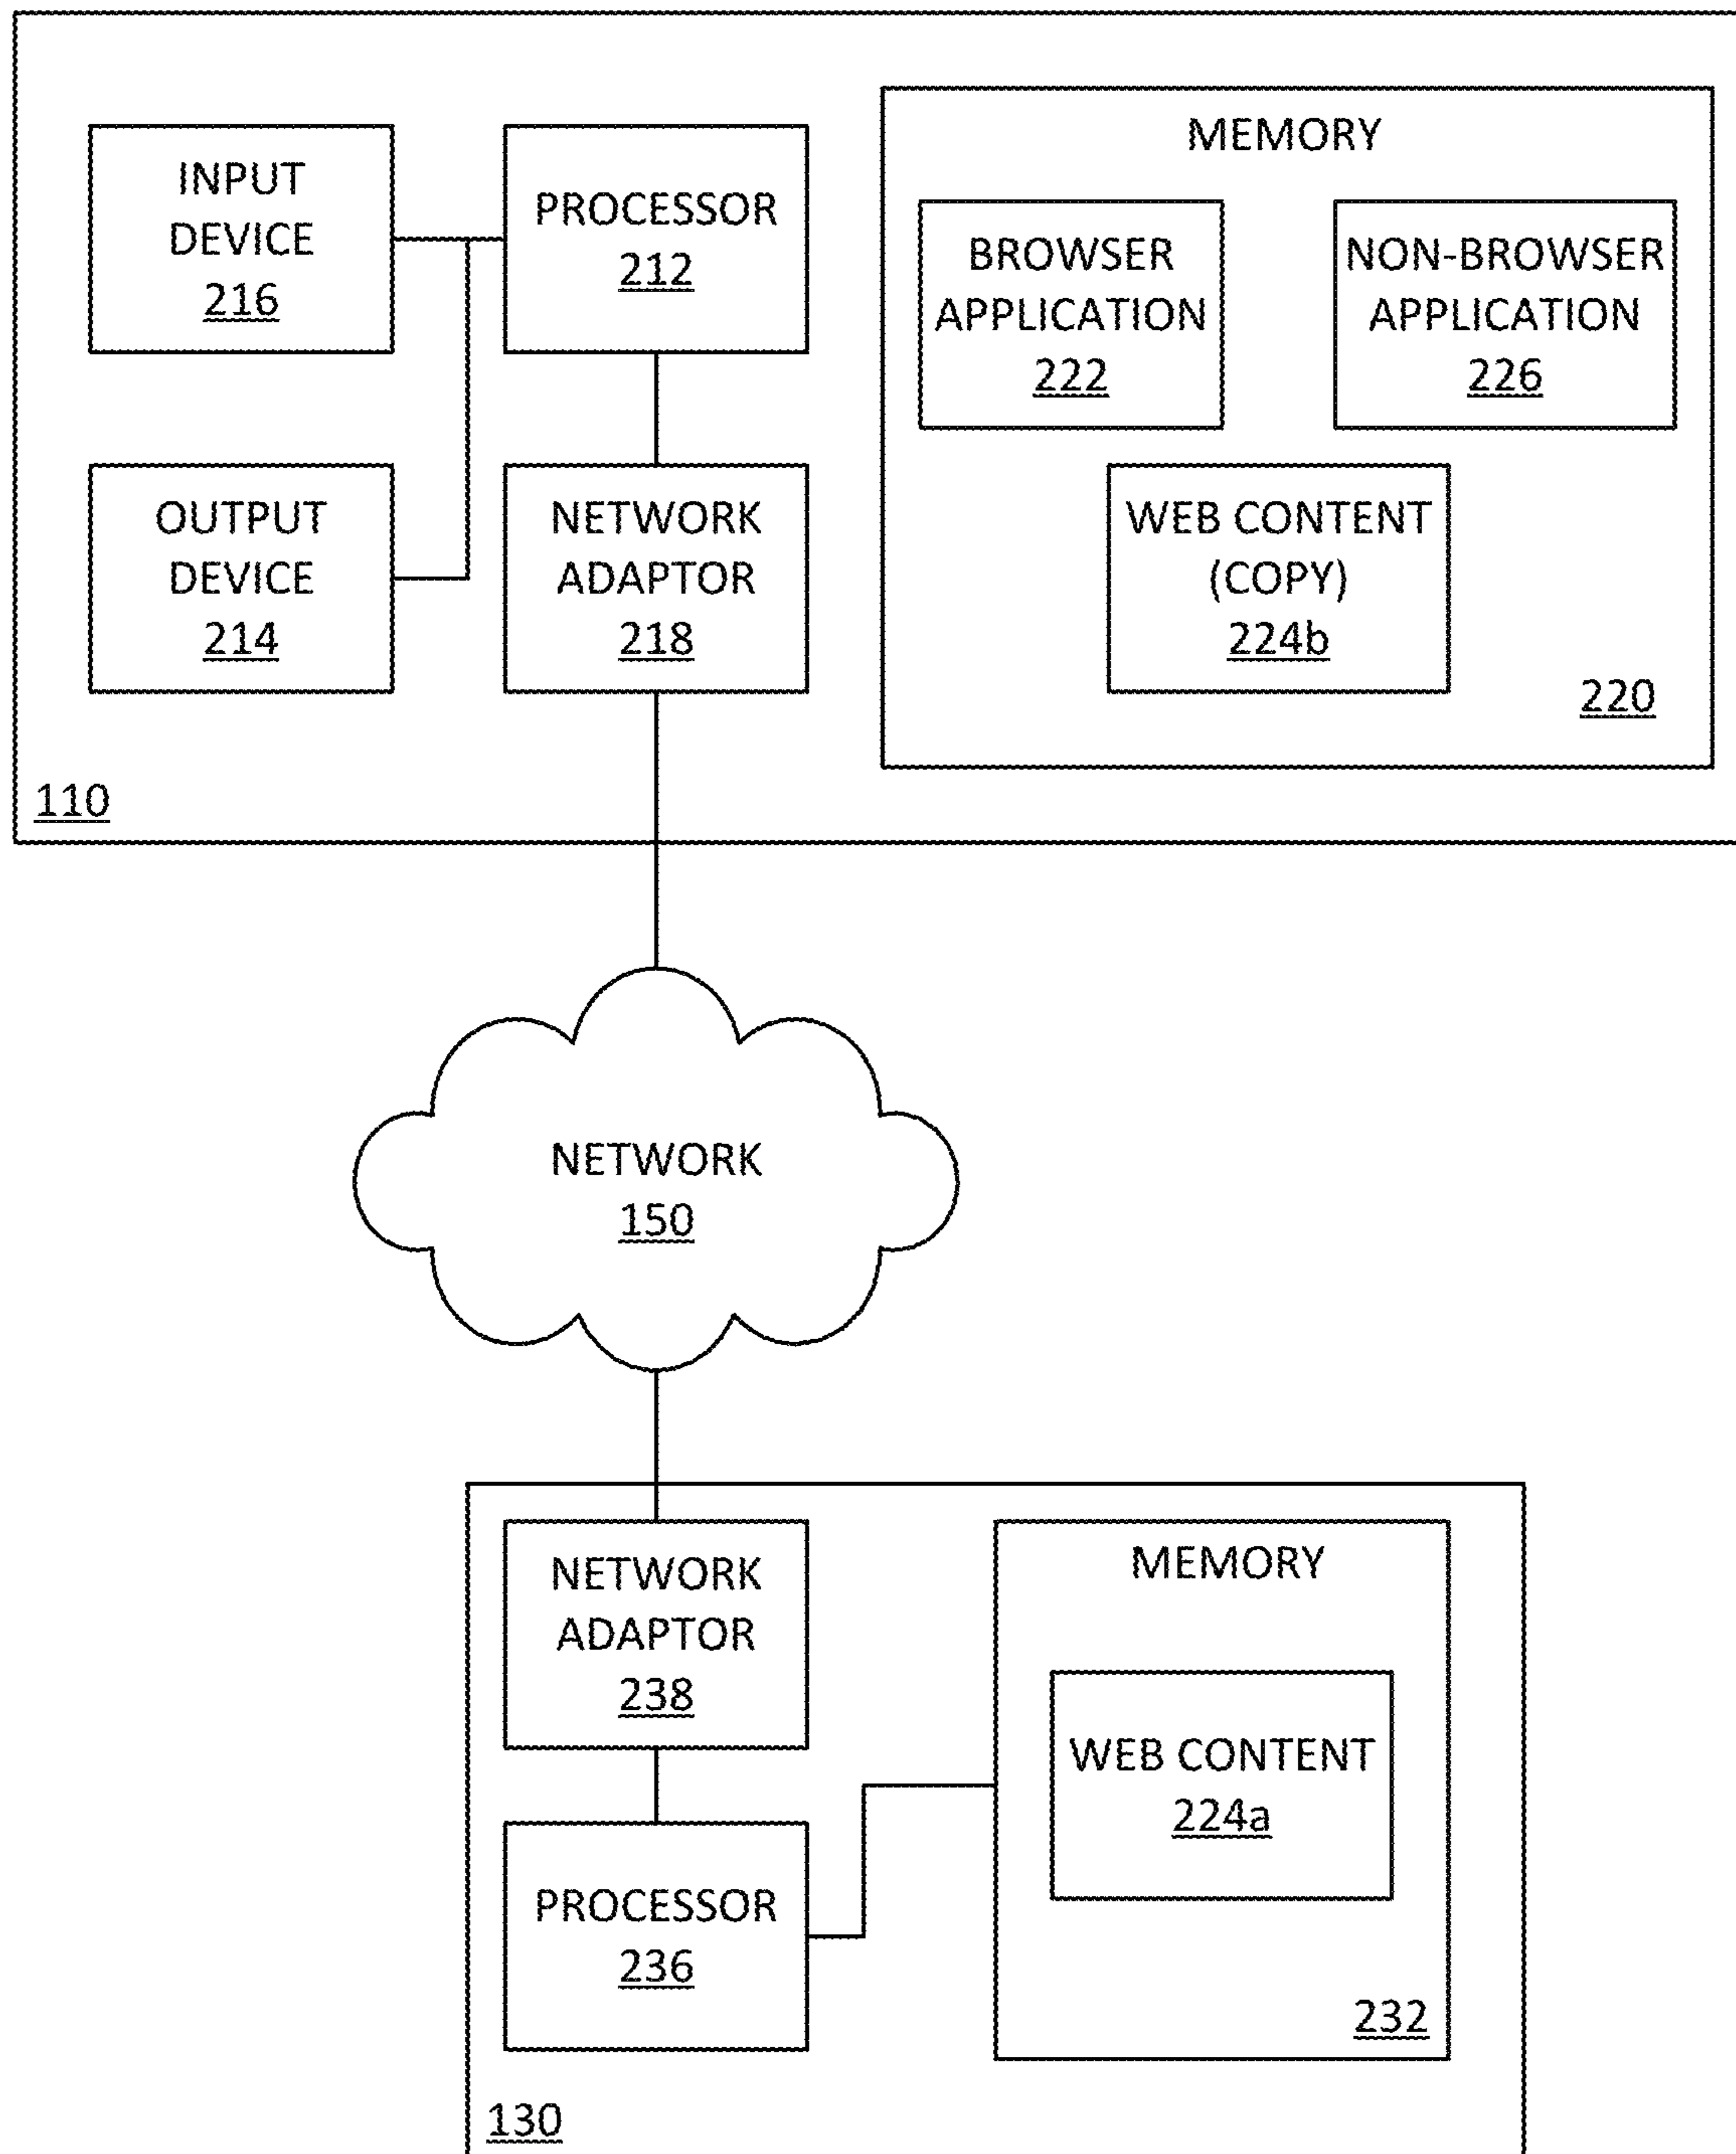 INPUT
DEVICE
216
PROCESSOR
212
MEMORY
BROWSER
APPLICATION
222
NON-BROWSER
APPLICATION
226
OUTPUT
DEVICE
214
NETWORK
ADAPTOR
218
WEB CONTENT
(COPY)
224b
220
110
NETWORK
150
NETWORK
ADAPTOR
238
MEMORY
WEB CONTENT
224a
PROCESSOR
236
232
130